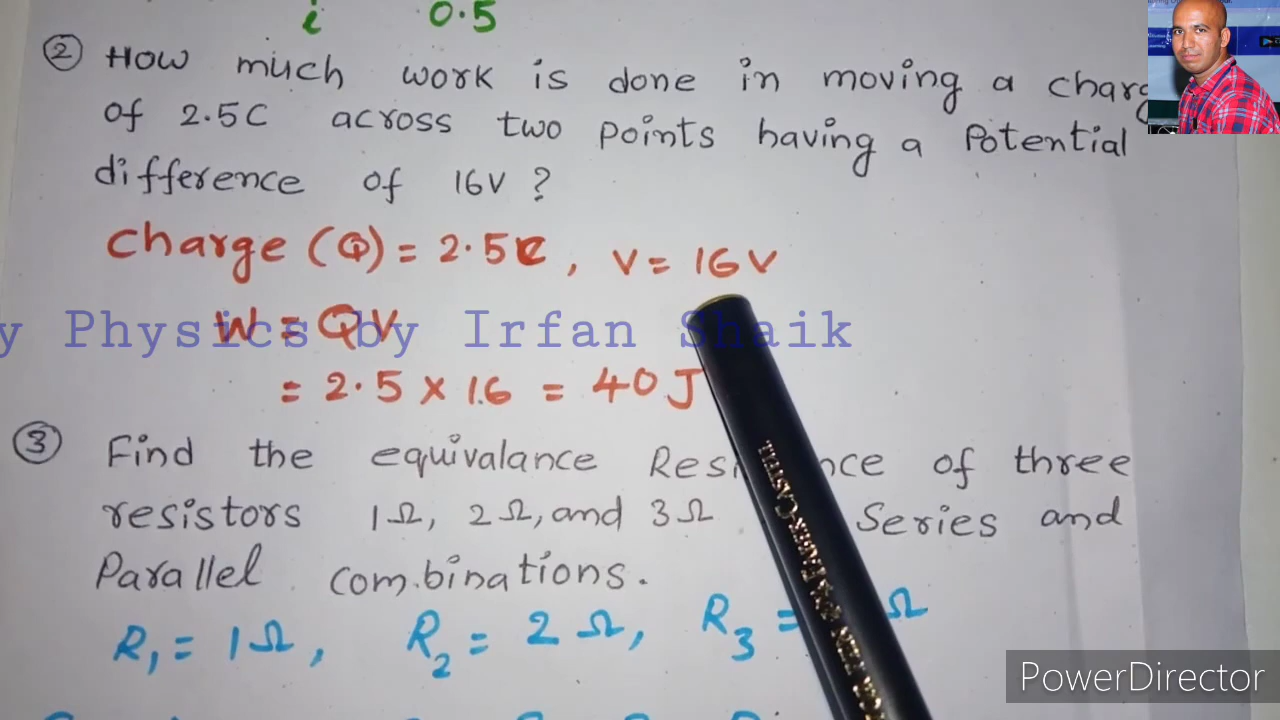 i 0.5
② How much work is done in moving a charg
of 2.5C across two points having a Potential
difference of 16V ?
Charge (Q) = 2.5C, V = 16V
W = QV
y Physics by Irfan Shaik
= 2.5 × 16 = 40 J
③ Find the equivalance Resi nce of three
resistors 1Ω, 2Ω, and 3Ω Series and
Parallel combinations.
R₁ = 1Ω, R₂ = 2Ω, R₃ = Ω
PowerDirector